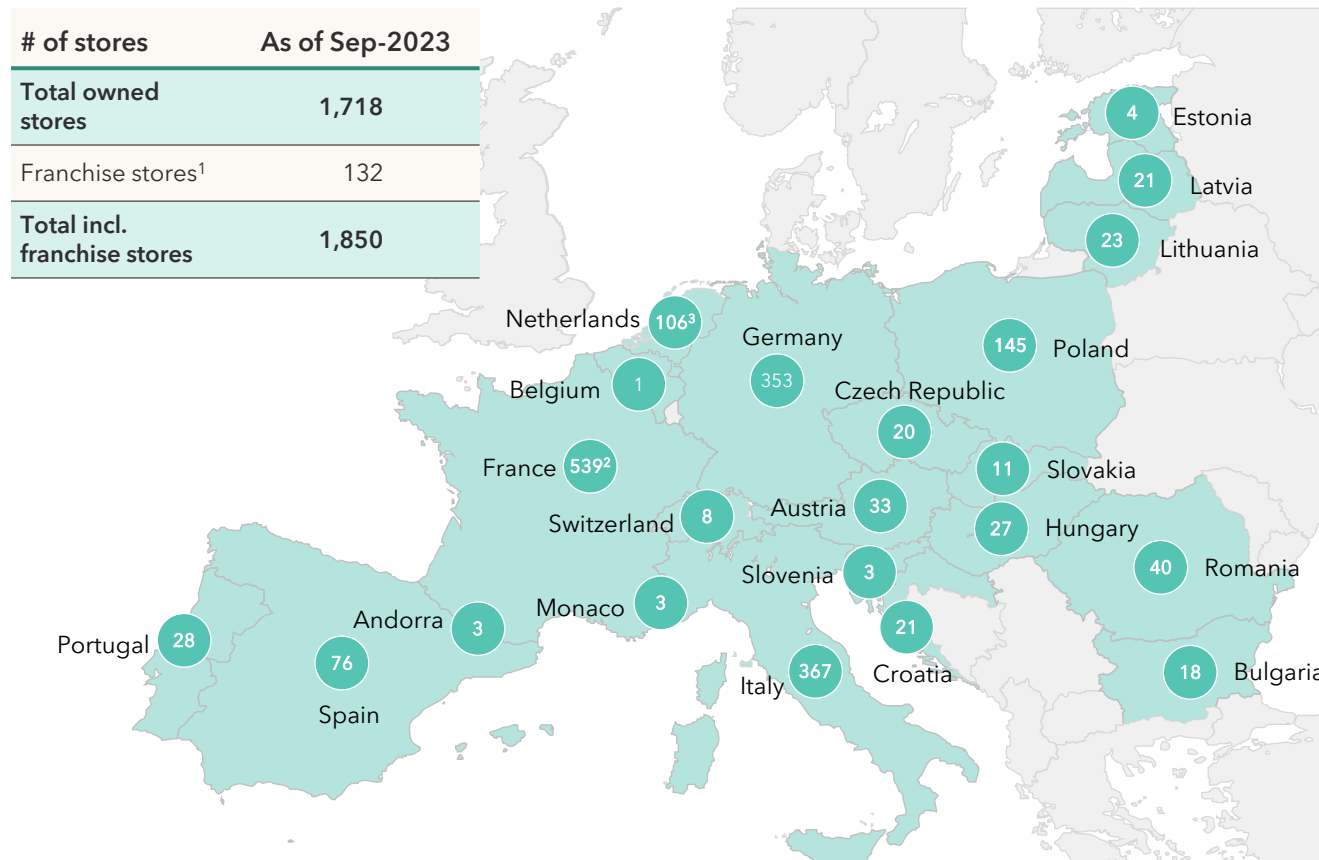 # of stores As of Sep-2023
Total owned
stores 1,718
Franchise stores¹ 132
Total incl.
franchise stores 1,850
4 Estonia
21 Latvia
23 Lithuania
Netherlands 106³
Germany
353
145 Poland
Belgium 1
Czech Republic
20
France 539²
11 Slovakia
Switzerland 8
Austria 33
27 Hungary
Slovenia 3
40 Romania
Monaco 3
Andorra 3
21
Croatia
Portugal 28
76
Spain
Italy 367
18 Bulgaria